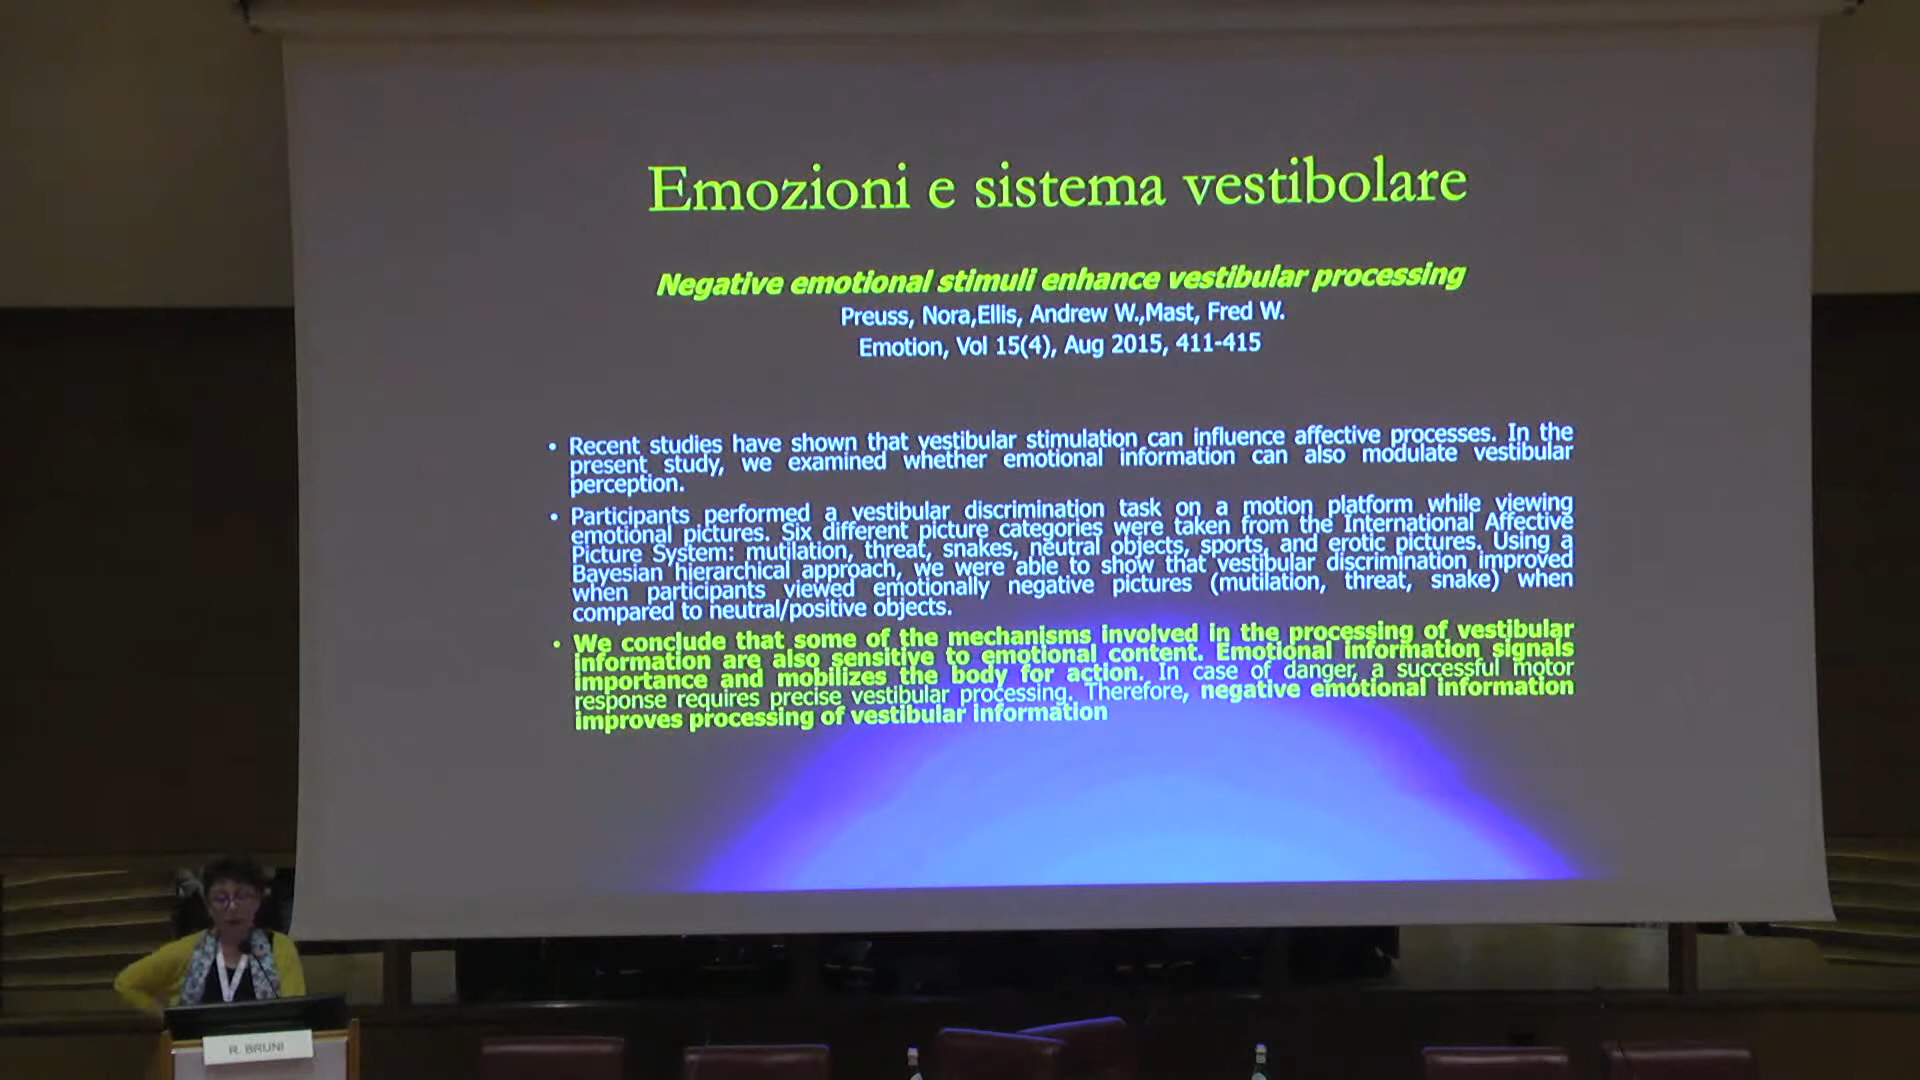 Emozioni e sistema vestibolare
Negative emotional stimuli enhance vestibular processing
Preuss, Nora,Ellis, Andrew W.,Mast, Fred W.
Emotion, Vol 15(4), Aug 2015, 411-415
• Recent studies have shown that vestibular stimulation can influence affective processes. In the
present study, we examined whether emotional information can also modulate vestibular
perception.
• Participants performed a vestibular discrimination task on a motion platform while viewing
emotional pictures. Six different picture categories were taken from the International Affective
Picture System: mutilation, threat, snakes, neutral objects, sports, and erotic pictures. Using a
Bayesian hierarchical approach, we were able to show that vestibular discrimination improved
when participants viewed emotionally negative pictures (mutilation, threat, snake) when
compared to neutral/positive objects.
• We conclude that some of the mechanisms involved in the processing of vestibular
information are also sensitive to emotional content. Emotional information signals
importance and mobilizes the body for action. In case of danger, a successful motor
response requires precise vestibular processing. Therefore, negative emotional information
improves processing of vestibular information
R. BRUNI